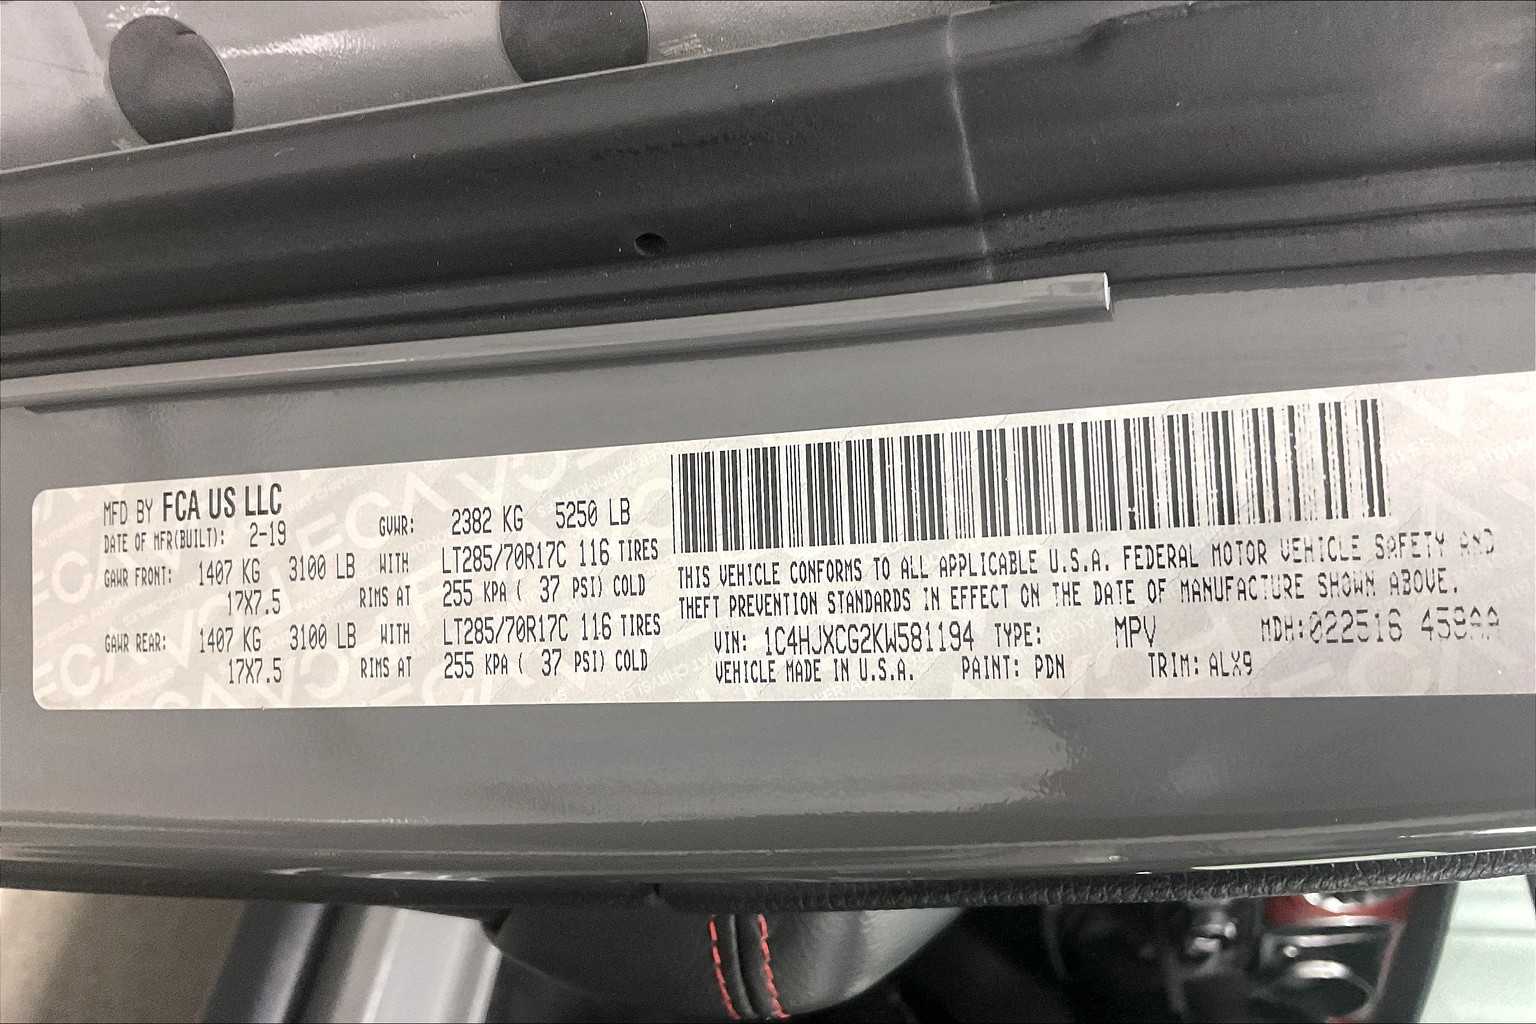 MFD BY FCA US LLC
DATE OF MFR(BUILT): 2-19
GVWR: 2382 KG 5250 LB
GAWR FRONT: 1407 KG 3100 LB WITH LT285/70R17C 116 TIRES
17X7.5 RIMS AT 255 KPA ( 37 PSI) COLD
GAWR REAR: 1407 KG 3100 LB WITH LT285/70R17C 116 TIRES
17X7.5 RIMS AT 255 KPA ( 37 PSI) COLD
THIS VEHICLE CONFORMS TO ALL APPLICABLE U.S.A. FEDERAL MOTOR VEHICLE SAFETY AND
THEFT PREVENTION STANDARDS IN EFFECT ON THE DATE OF MANUFACTURE SHOWN ABOVE.
VIN: 1C4HJXCG2KW581194 TYPE: MPV MDH:022516 458AA
VEHICLE MADE IN U.S.A. PAINT: PDN TRIM: ALX9